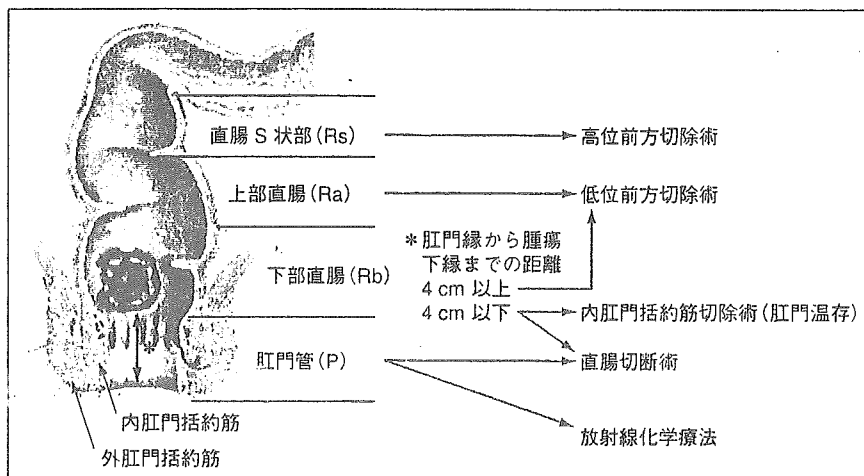 直腸 S 状部(Rs)
高位前方切除術
上部直腸(Ra)
低位前方切除術
*肛門縁から腫瘍
下縁までの距離
4 cm 以上
4 cm 以下
下部直腸(Rb)
内肛門括約筋切除術(肛門温存)
*
肛門管(P)
直腸切断術
内肛門括約筋
外肛門括約筋
放射線化学療法